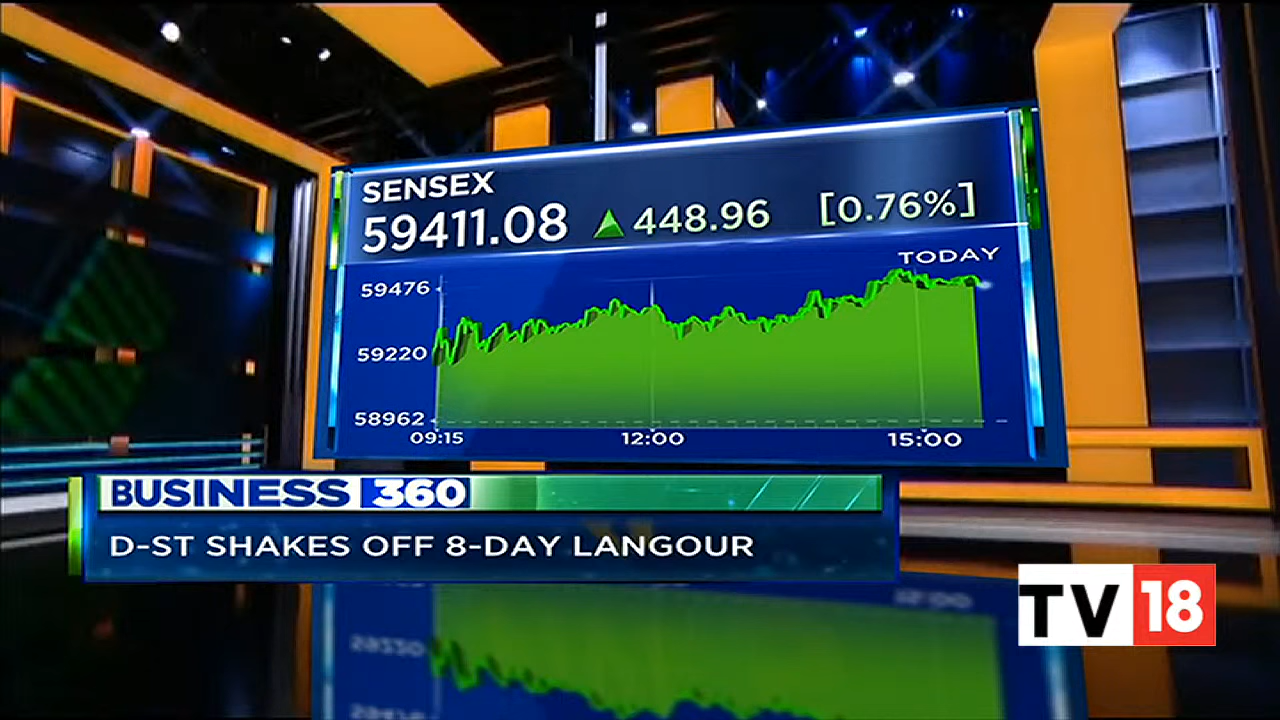 SENSEX
59411.08 ▲ 448.96 [0.76%]
TODAY
59476
59220
58962
09:15 12:00 15:00
BUSINESS 360
D-ST SHAKES OFF 8-DAY LANGOUR
TV18